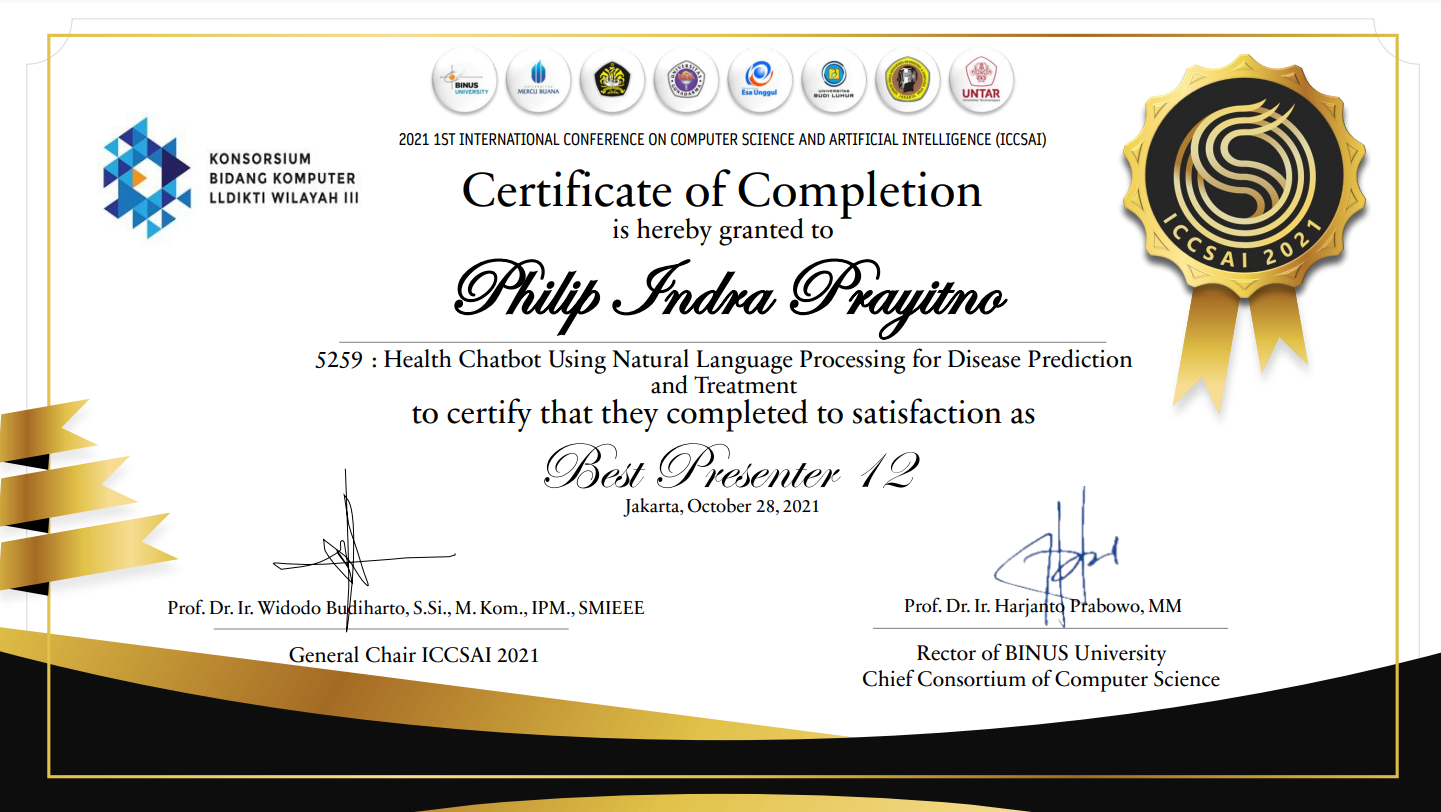 BINUS
UNIVERSITY
MERCU BUANA
Esa Unggul
UNIVERSITAS
BUDI LUHUR
UNTAR
2021 1ST INTERNATIONAL CONFERENCE ON COMPUTER SCIENCE AND ARTIFICIAL INTELLIGENCE (ICCSAI)
KONSORSIUM
BIDANG KOMPUTER
LLDIKTI WILAYAH III
Certificate of Completion
is hereby granted to
Philip Indra Prayitno
5259 : Health Chatbot Using Natural Language Processing for Disease Prediction
and Treatment
to certify that they completed to satisfaction as
Best Presenter 12
Jakarta, October 28, 2021
ICCSAI 2021
Prof. Dr. Ir. Widodo Budiharto, S.Si., M. Kom., IPM., SMIEEE
General Chair ICCSAI 2021
Prof. Dr. Ir. Harjanto Prabowo, MM
Rector of BINUS University
Chief Consortium of Computer Science